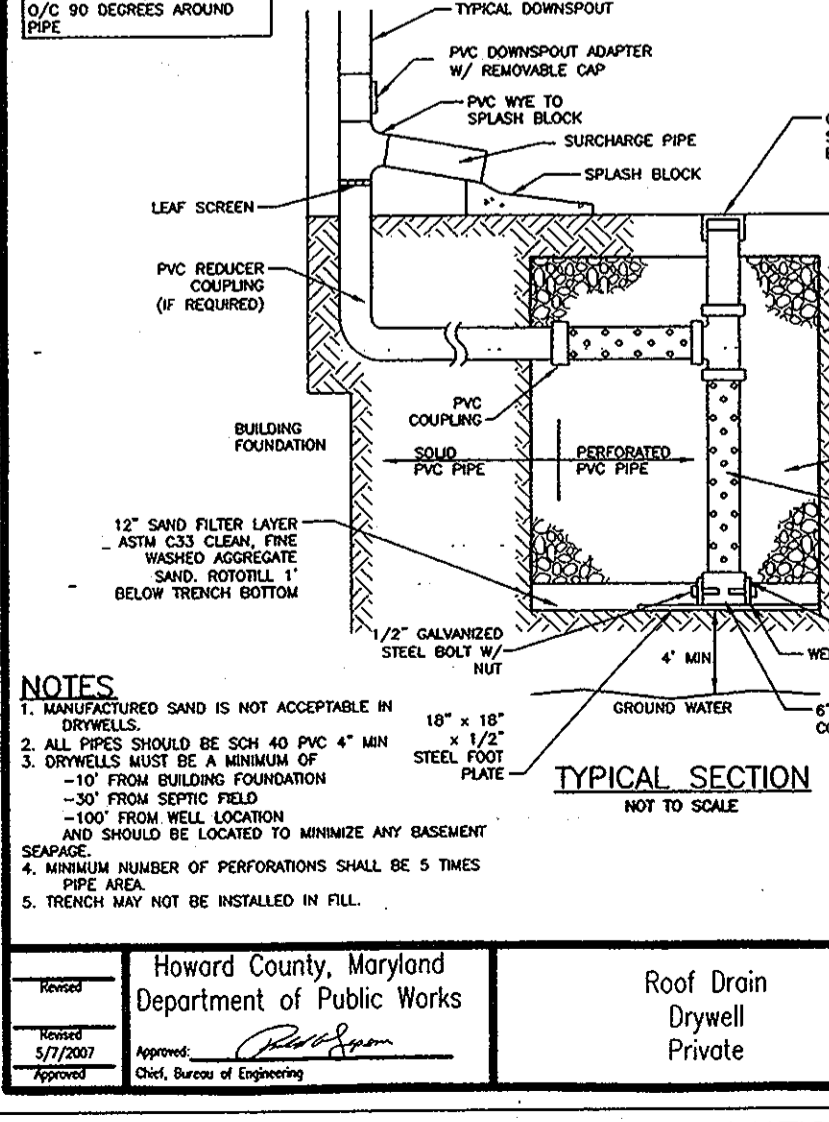 O/C 90 DEGREES AROUND
PIPE
TYPICAL DOWNSPOUT
PVC DOWNSPOUT ADAPTER
W/ REMOVABLE CAP
PVC WYE TO
SPLASH BLOCK
SURCHARGE PIPE
SPLASH BLOCK
LEAF SCREEN
PVC REDUCER
COUPLING
(IF REQUIRED)
PVC
COUPLING
BUILDING
FOUNDATION
SOLID
PVC PIPE
PERFORATED
PVC PIPE
12" SAND FILTER LAYER
ASTM C33 CLEAN, FINE
WASHED AGGREGATE
SAND. ROTOTILL 1'
BELOW TRENCH BOTTOM
1/2" GALVANIZED
STEEL BOLT W/
NUT
4' MIN
GROUND WATER
6"
18" x 18"
x 1/2"
STEEL FOOT
PLATE
TYPICAL SECTION
NOT TO SCALE
NOTES
1. MANUFACTURED SAND IS NOT ACCEPTABLE IN
DRYWELLS.
2. ALL PIPES SHOULD BE SCH 40 PVC 4" MIN
3. DRYWELLS MUST BE A MINIMUM OF
-10' FROM BUILDING FOUNDATION
-30' FROM SEPTIC FIELD
-100' FROM WELL LOCATION
AND SHOULD BE LOCATED TO MINIMIZE ANY BASEMENT
SEAPAGE.
4. MINIMUM NUMBER OF PERFORATIONS SHALL BE 5 TIMES
PIPE AREA.
5. TRENCH MAY NOT BE INSTALLED IN FILL.
Revised
Revised
5/7/2007
Approved
Howard County, Maryland
Department of Public Works
Approved:
Chief, Bureau of Engineering
Roof Drain
Drywell
Private